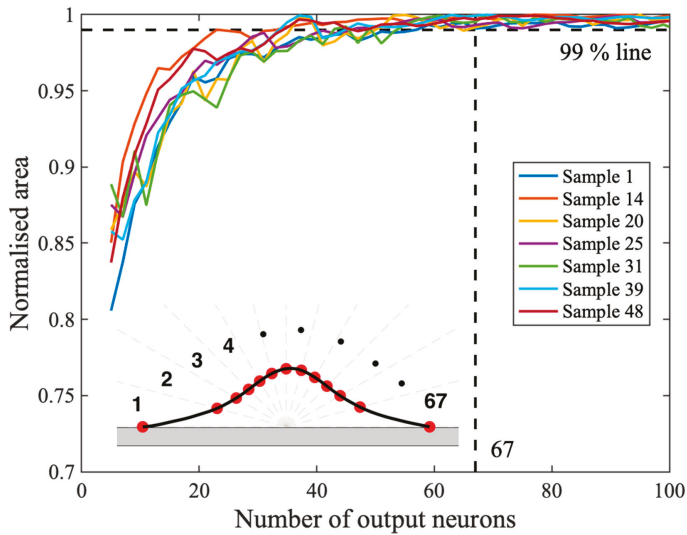 1
0.95
0.9
0.85
0.8
0.75
0.7
Normalised area
99 % line
Sample 1
Sample 14
Sample 20
Sample 25
Sample 31
Sample 39
Sample 48
1
2
3
4
67
67
0
20
40
60
80
100
Number of output neurons